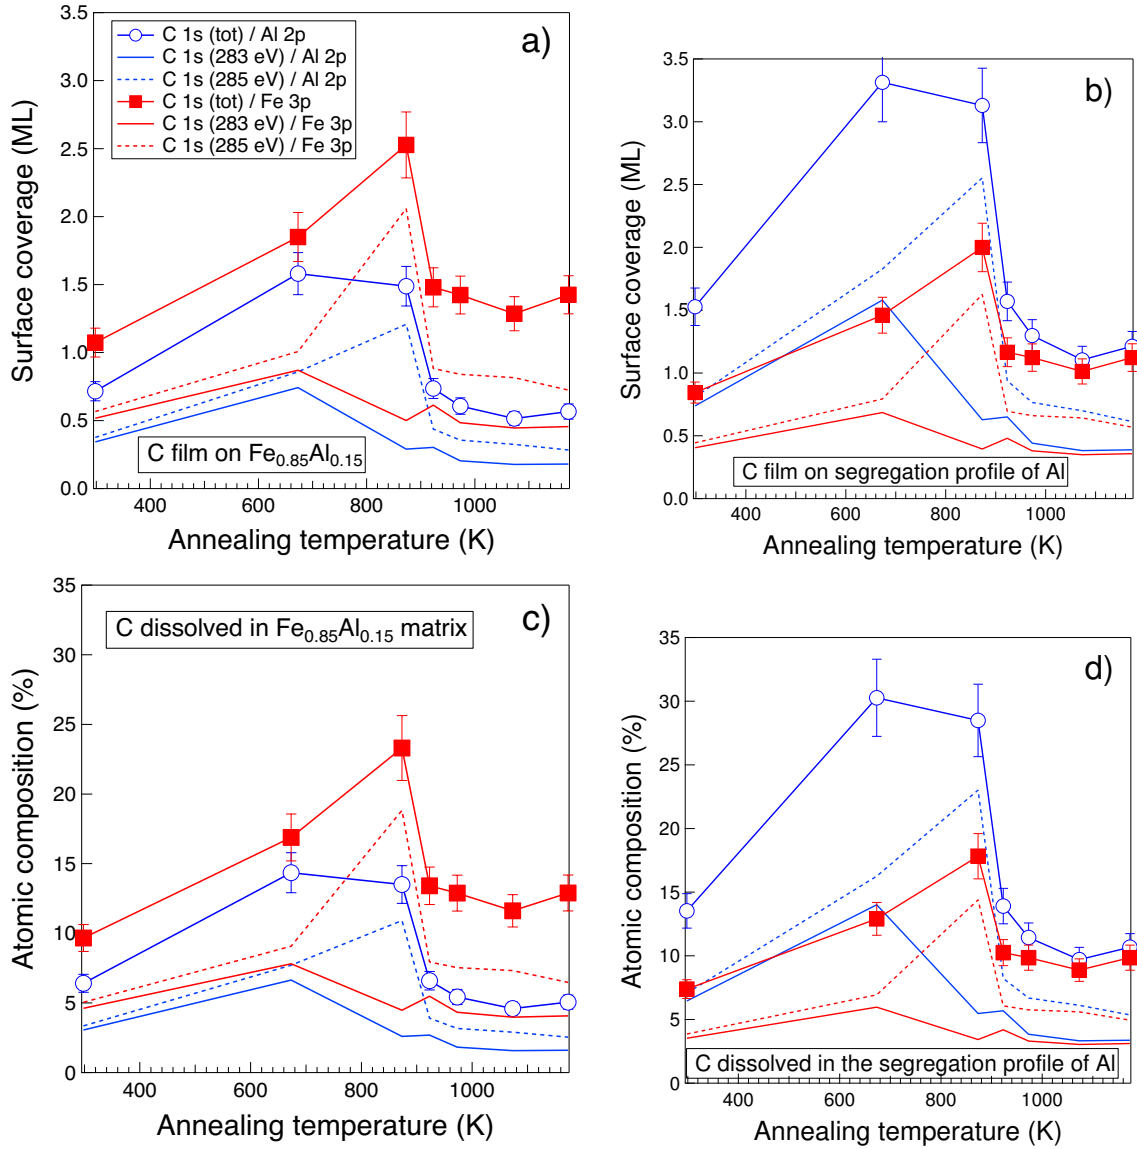 a)
C 1s (tot) / Al 2p
C 1s (283 eV) / Al 2p
C 1s (285 eV) / Al 2p
C 1s (tot) / Fe 3p
C 1s (283 eV) / Fe 3p
C 1s (285 eV) / Fe 3p
3.5
3.0
2.5
2.0
1.5
1.0
0.5
0.0
Surface coverage (ML)
C film on Fe0.85Al0.15
400
600
800
1000
Annealing temperature (K)
b)
3.5
3.0
2.5
2.0
1.5
1.0
0.5
0.0
Surface coverage (ML)
C film on segregation profile of Al
400
600
800
1000
Annealing temperature (K)
c)
C dissolved in Fe0.85Al0.15 matrix
35
30
25
20
15
10
5
0
Atomic composition (%)
400
600
800
1000
Annealing temperature (K)
d)
35
30
25
20
15
10
5
0
Atomic composition (%)
C dissolved in the segregation profile of Al
400
600
800
1000
Annealing temperature (K)